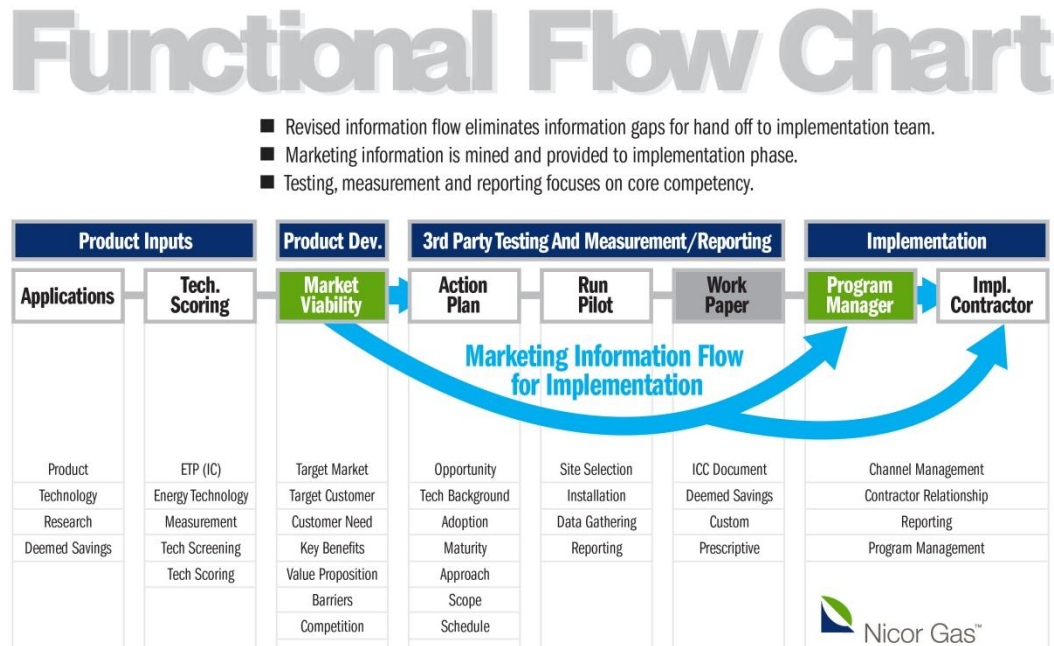 Functional Flow Chart
■ Revised information flow eliminates information gaps for hand off to implementation team.
■ Marketing information is mined and provided to implementation phase.
■ Testing, measurement and reporting focuses on core competency.
Product Inputs
Product Dev.
3rd Party Testing And Measurement/Reporting
Implementation
Applications
Tech.
Scoring
Market
Viability
Action
Plan
Run
Pilot
Work
Paper
Program
Manager
Impl.
Contractor
Marketing Information Flow
for Implementation
Product
Technology
Research
Deemed Savings
ETP (IC)
Energy Technology
Measurement
Tech Screening
Tech Scoring
Target Market
Target Customer
Customer Need
Key Benefits
Value Proposition
Barriers
Competition
Opportunity
Tech Background
Adoption
Maturity
Approach
Scope
Schedule
Site Selection
Installation
Data Gathering
Reporting
ICC Document
Deemed Savings
Custom
Prescriptive
Channel Management
Contractor Relationship
Reporting
Program Management
Nicor Gas™